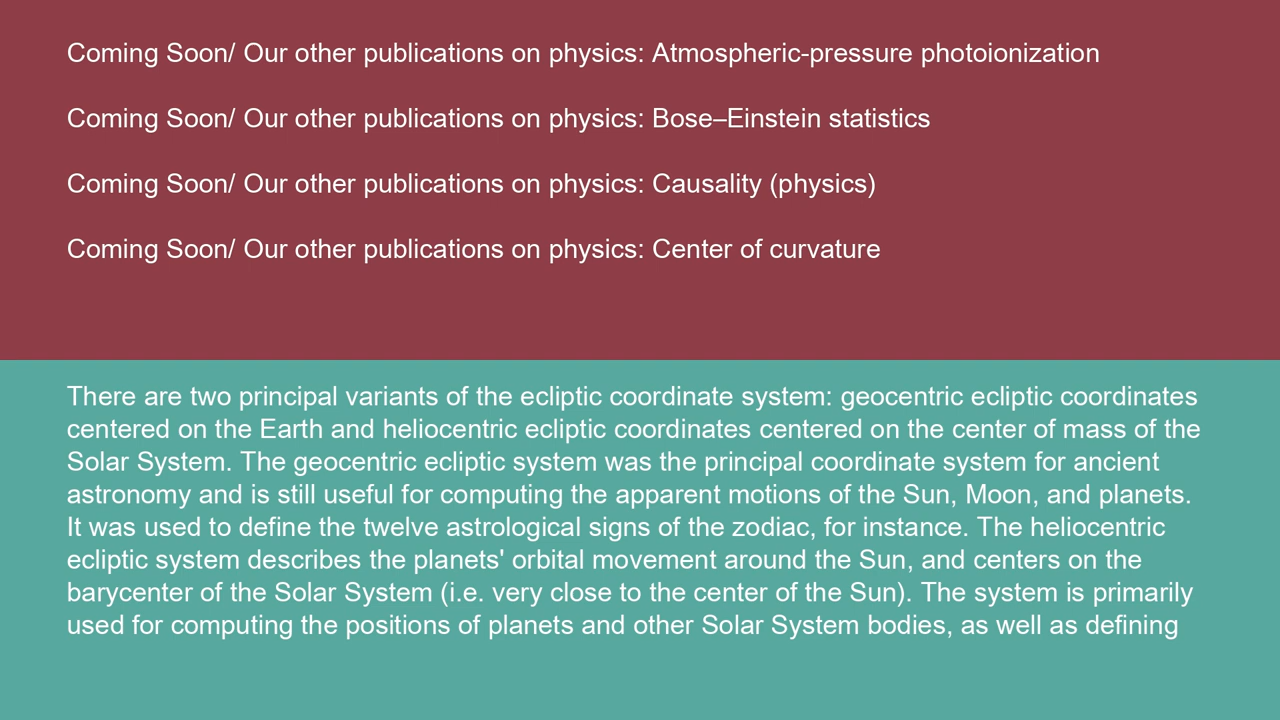 Coming Soon/ Our other publications on physics: Atmospheric-pressure photoionization
Coming Soon/ Our other publications on physics: Bose–Einstein statistics
Coming Soon/ Our other publications on physics: Causality (physics)
Coming Soon/ Our other publications on physics: Center of curvature
There are two principal variants of the ecliptic coordinate system: geocentric ecliptic coordinates
centered on the Earth and heliocentric ecliptic coordinates centered on the center of mass of the
Solar System. The geocentric ecliptic system was the principal coordinate system for ancient
astronomy and is still useful for computing the apparent motions of the Sun, Moon, and planets.
It was used to define the twelve astrological signs of the zodiac, for instance. The heliocentric
ecliptic system describes the planets' orbital movement around the Sun, and centers on the
barycenter of the Solar System (i.e. very close to the center of the Sun). The system is primarily
used for computing the positions of planets and other Solar System bodies, as well as defining